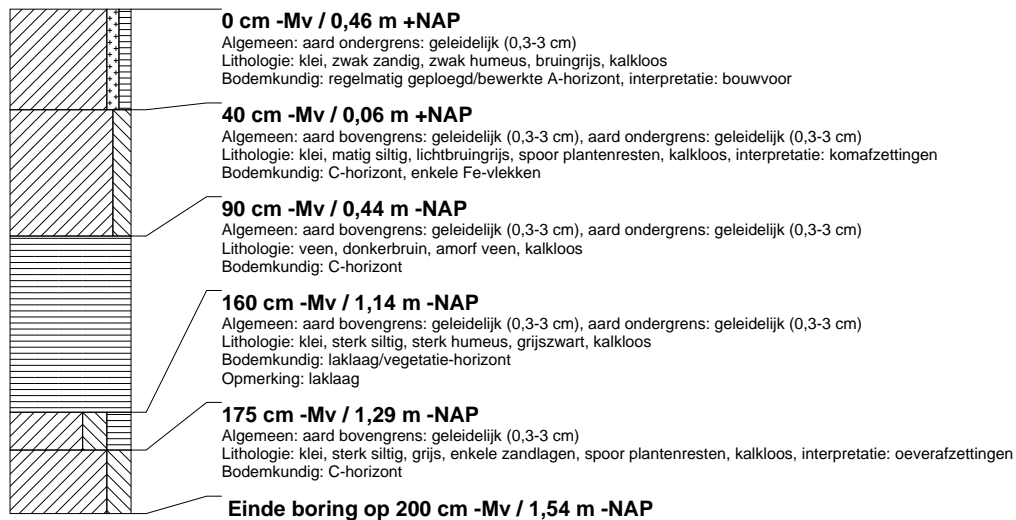 0 cm -Mv / 0,46 m +NAP
Algemeen: aard ondergrens: geleidelijk (0,3-3 cm)
Lithologie: klei, zwak zandig, zwak humeus, bruingrijs, kalkloos
Bodemkundig: regelmatig geploegd/bewerkte A-horizont, interpretatie: bouwvoor
40 cm -Mv / 0,06 m +NAP
Algemeen: aard bovengrens: geleidelijk (0,3-3 cm), aard ondergrens: geleidelijk (0,3-3 cm)
Lithologie: klei, matig siltig, lichtbruingrijs, spoor plantenresten, kalkloos, interpretatie: komafzettingen
Bodemkundig: C-horizont, enkele Fe-vlekken
90 cm -Mv / 0,44 m -NAP
Algemeen: aard bovengrens: geleidelijk (0,3-3 cm), aard ondergrens: geleidelijk (0,3-3 cm)
Lithologie: veen, donkerbruin, amorf veen, kalkloos
Bodemkundig: C-horizont
160 cm -Mv / 1,14 m -NAP
Algemeen: aard bovengrens: geleidelijk (0,3-3 cm), aard ondergrens: geleidelijk (0,3-3 cm)
Lithologie: klei, sterk siltig, sterk humeus, grijszwart, kalkloos
Bodemkundig: laklaag/vegetatie-horizont
Opmerking: laklaag
175 cm -Mv / 1,29 m -NAP
Algemeen: aard bovengrens: geleidelijk (0,3-3 cm)
Lithologie: klei, sterk siltig, grijs, enkele zandlagen, spoor plantenresten, kalkloos, interpretatie: oeverafzettingen
Bodemkundig: C-horizont
Einde boring op 200 cm -Mv / 1,54 m -NAP